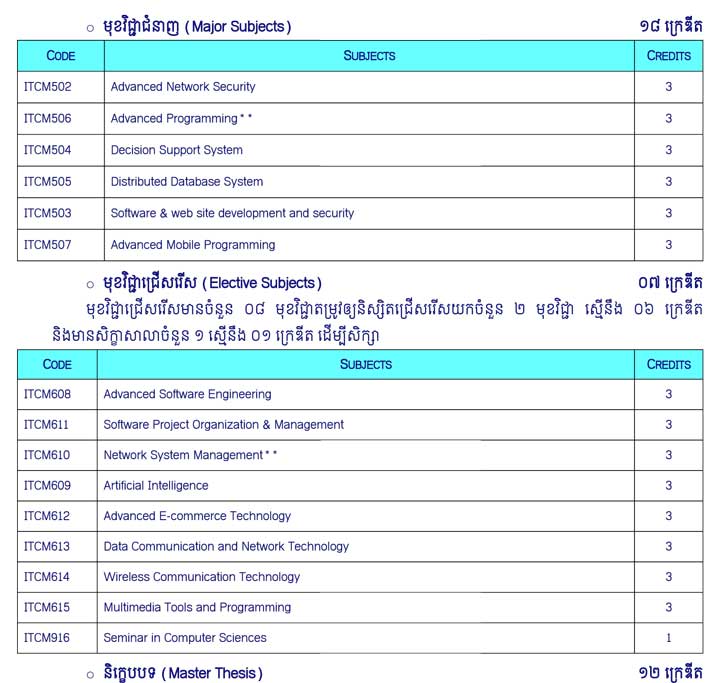 ○ មុខវិជ្ជាជំនាញ (Major Subjects) ១៨ ក្រេឌីត
CODE SUBJECTS CREDITS
ITCM502 Advanced Network Security 3
ITCM506 Advanced Programming** 3
ITCM504 Decision Support System 3
ITCM505 Distributed Database System 3
ITCM503 Software & web site development and security 3
ITCM507 Advanced Mobile Programming 3
○ មុខវិជ្ជាជ្រើសរើស (Elective Subjects) ០៧ ក្រេឌីត
មុខវិជ្ជាជ្រើសរើសមានចំនួន ០៨ មុខវិជ្ជាតម្រូវឲ្យនិស្សិតជ្រើសរើសយកចំនួន ២ មុខវិជ្ជា ស្មើនឹង ០៦ ក្រេឌីត
និងមានសិក្ខាសាលាចំនួន ១ ស្មើនឹង ០១ ក្រេឌីត ដើម្បីសិក្សា
CODE SUBJECTS CREDITS
ITCM608 Advanced Software Engineering 3
ITCM611 Software Project Organization & Management 3
ITCM610 Network System Management** 3
ITCM609 Artificial Intelligence 3
ITCM612 Advanced E-commerce Technology 3
ITCM613 Data Communication and Network Technology 3
ITCM614 Wireless Communication Technology 3
ITCM615 Multimedia Tools and Programming 3
ITCM916 Seminar in Computer Sciences 1
○ និក្ខេបបទ (Master Thesis) ១២ ក្រេឌីត